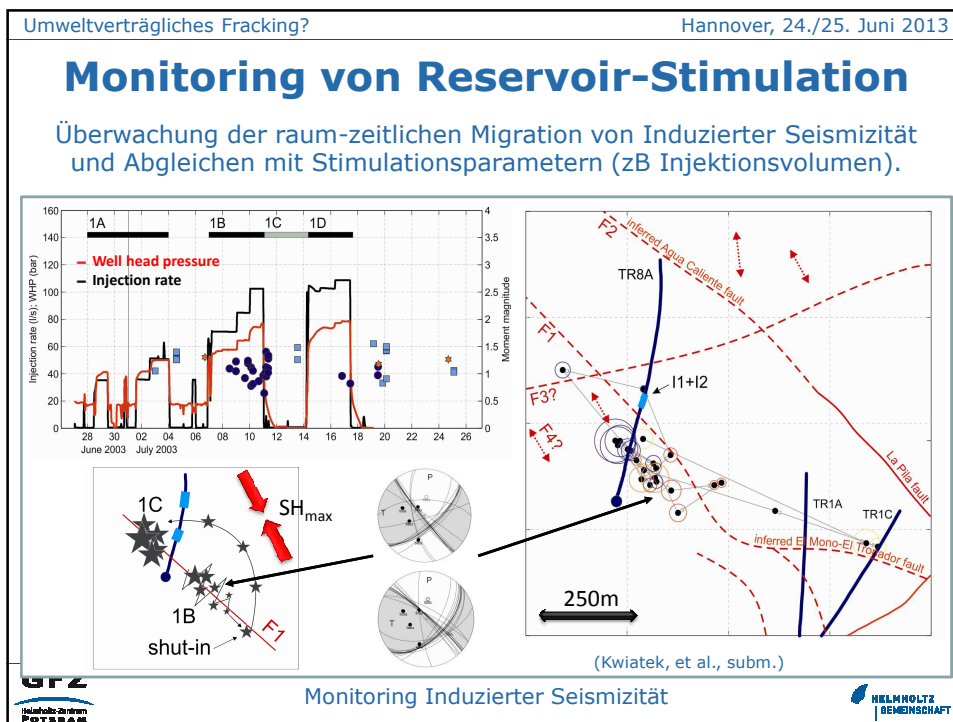 Umweltverträgliches Fracking?
Hannover, 24./25. Juni 2013
Monitoring von Reservoir-Stimulation
Überwachung der raum-zeitlichen Migration von Induzierter Seismizität
und Abgleichen mit Stimulationsparametern (zB Injektionsvolumen).
160
140
120
100
80
60
40
20
0
Injection rate (l/s); WHP (bar)
1A
1B
1C
1D
Well head pressure
Injection rate
4
3.5
3
2.5
2
1.5
1
0.5
0
Moment magnitude
28 30 02 04 06 08 10 12 14 16 18 20 22 24 26
June 2003 July 2003
F2
inferred Agua Caliente fault
TR8A
F1
I1+I2
F3?
F4?
La Pila fault
TR1A
TR1C
inferred El Mono-El Trotador fault
250m
1C
SHmax
1B
F1
shut-in
P
T
P
T
(Kwiatek, et al., subm.)
GFZ
Helmholtz-Zentrum
POTSDAM
Monitoring Induzierter Seismizität
HELMHOLTZ
GEMEINSCHAFT